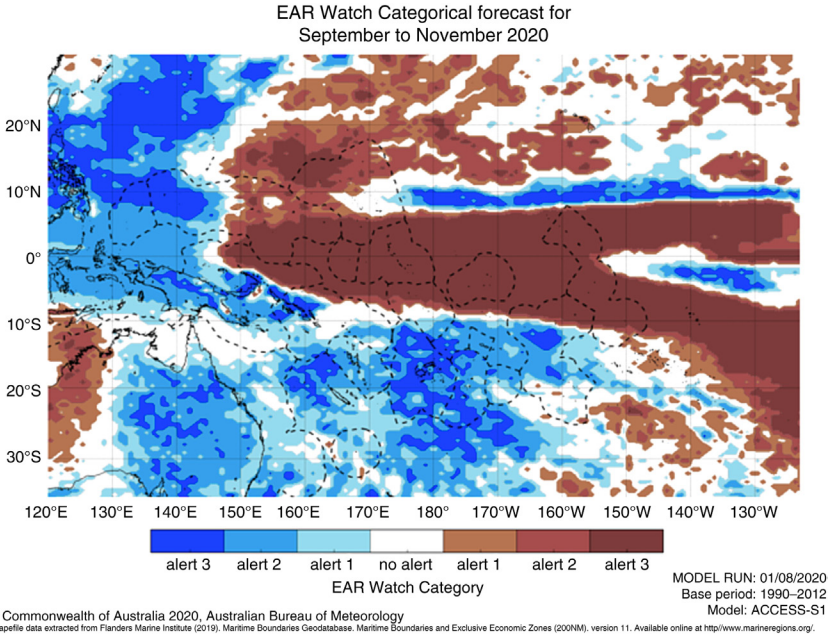 EAR Watch Categorical forecast for
September to November 2020
20°N
10°N
0°
10°S
20°S
30°S
120°E 130°E 140°E 150°E 160°E 170°E 180° 170°W 160°W 150°W 140°W 130°W
alert 3 alert 2 alert 1 no alert alert 1 alert 2 alert 3
EAR Watch Category
MODEL RUN: 01/08/2020
Base period: 1990–2012
Model: ACCESS-S1
Commonwealth of Australia 2020, Australian Bureau of Meteorology
apefile data extracted from Flanders Marine Institute (2019). Maritime Boundaries Geodatabase. Maritime Boundaries and Exclusive Economic Zones (200NM). version 11. Available online at http//www.marineregions.org/.